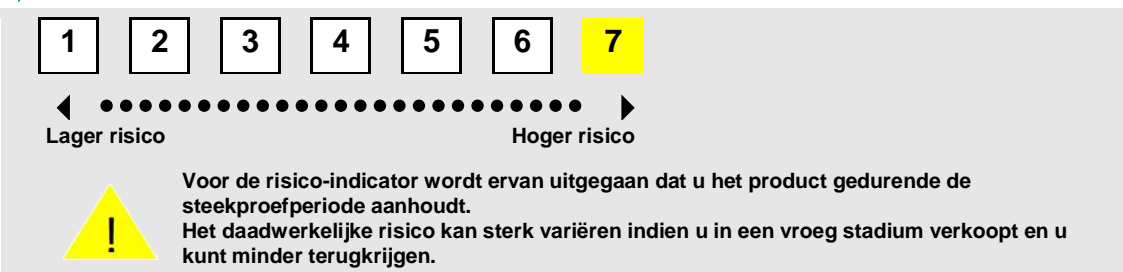 1 2 3 4 5 6 7
Lager risico Hoger risico
Voor de risico-indicator wordt ervan uitgegaan dat u het product gedurende de
steekproefperiode aanhoudt.
!
Het daadwerkelijke risico kan sterk variëren indien u in een vroeg stadium verkoopt en u
kunt minder terugkrijgen.